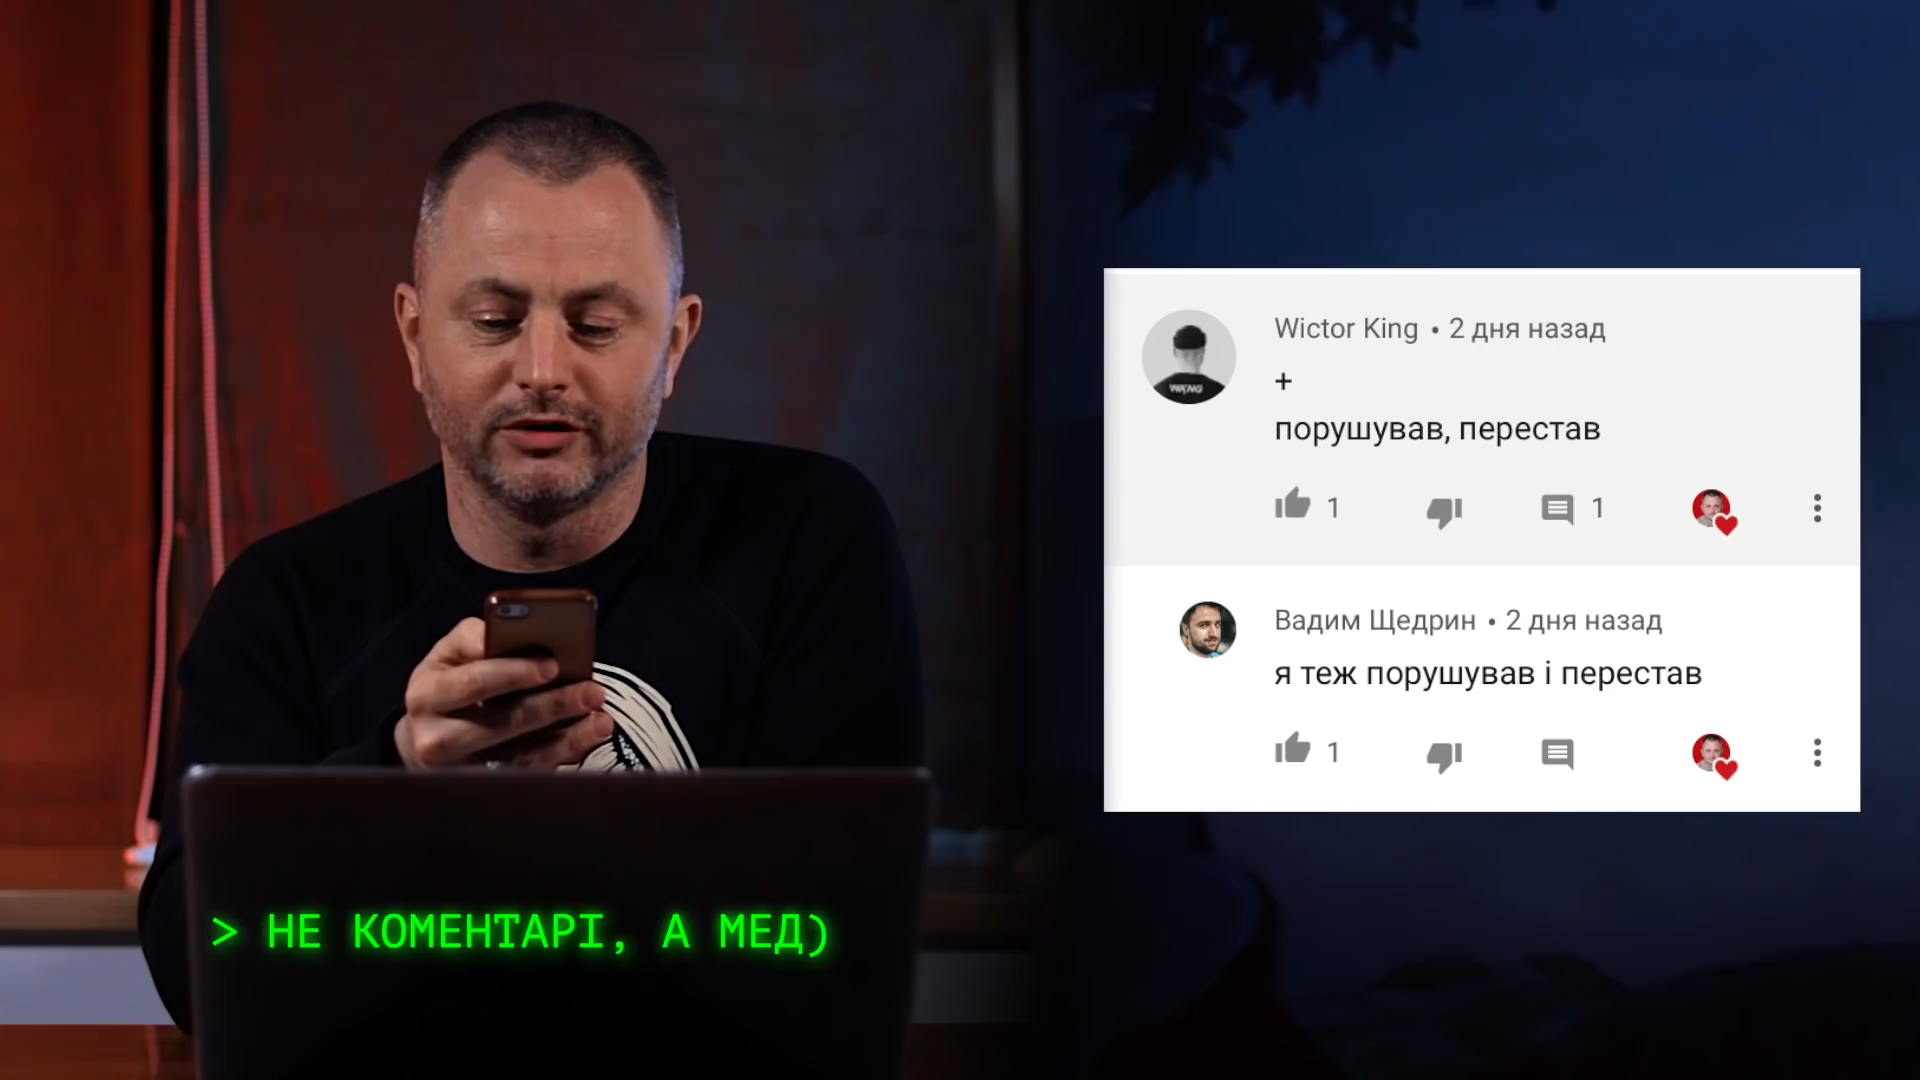 Wictor King • 2 дня назад
+
порушував, перестав
1
1
Вадим Щедрин • 2 дня назад
я теж порушував і перестав
1
> НЕ КОМЕНТАРІ, А МЕД)